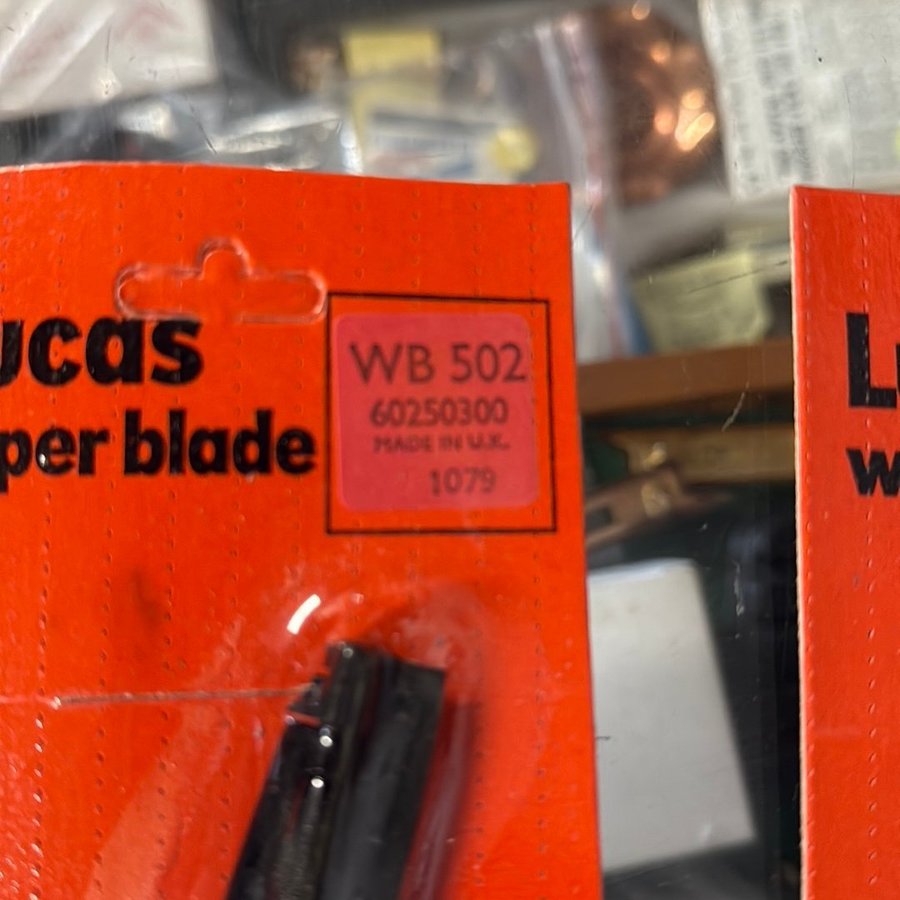 ucas
per blade
WB 502
60250300
MADE IN U.K.
1079
L
w